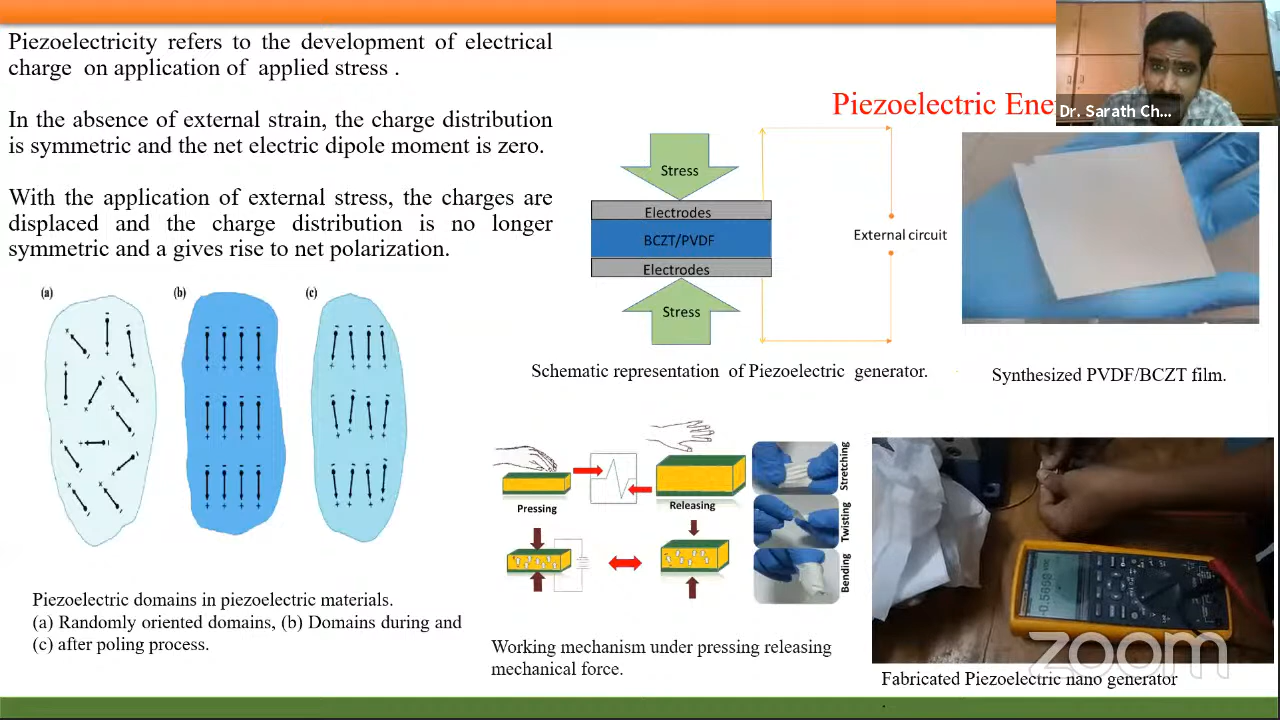 Piezoelectricity refers to the development of electrical
charge on application of applied stress .
In the absence of external strain, the charge distribution
is symmetric and the net electric dipole moment is zero.
With the application of external stress, the charges are
displaced and the charge distribution is no longer
symmetric and a gives rise to net polarization.
(a)
(b)
(c)
Piezoelectric domains in piezoelectric materials.
(a) Randomly oriented domains, (b) Domains during and
(c) after poling process.
Piezoelectric Ene
Dr. Sarath Ch...
Stress
Electrodes
BCZT/PVDF
Electrodes
Stress
External circuit
Schematic representation of Piezoelectric generator.
Synthesized PVDF/BCZT film.
Pressing
Releasing
Stretching
Twisting
Bending
Working mechanism under pressing releasing
mechanical force.
zoom
Fabricated Piezoelectric nano generator
.